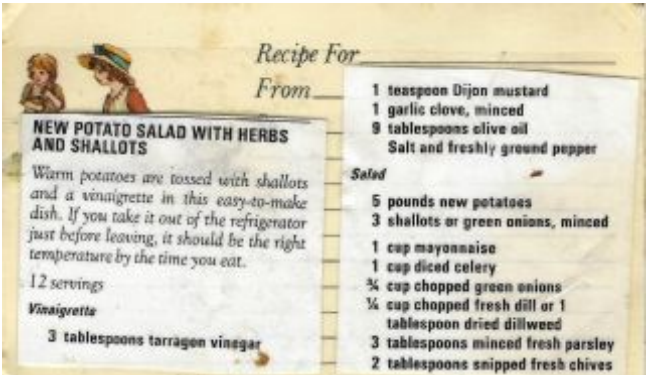 Recipe For
From
NEW POTATO SALAD WITH HERBS
AND SHALLOTS
Warm potatoes are tossed with shallots
and a vinaigrette in this easy-to-make
dish. If you take it out of the refrigerator
just before leaving, it should be the right
temperature by the time you eat.
12 servings
Vinaigrette
3 tablespoons tarragon vinegar
1 teaspoon Dijon mustard
1 garlic clove, minced
9 tablespoons olive oil
Salt and freshly ground pepper
Salad
5 pounds new potatoes
3 shallots or green onions, minced
1 cup mayonnaise
1 cup diced celery
¾ cup chopped green onions
¼ cup chopped fresh dill or 1
tablespoon dried dillweed
3 tablespoons minced fresh parsley
2 tablespoons snipped fresh chives